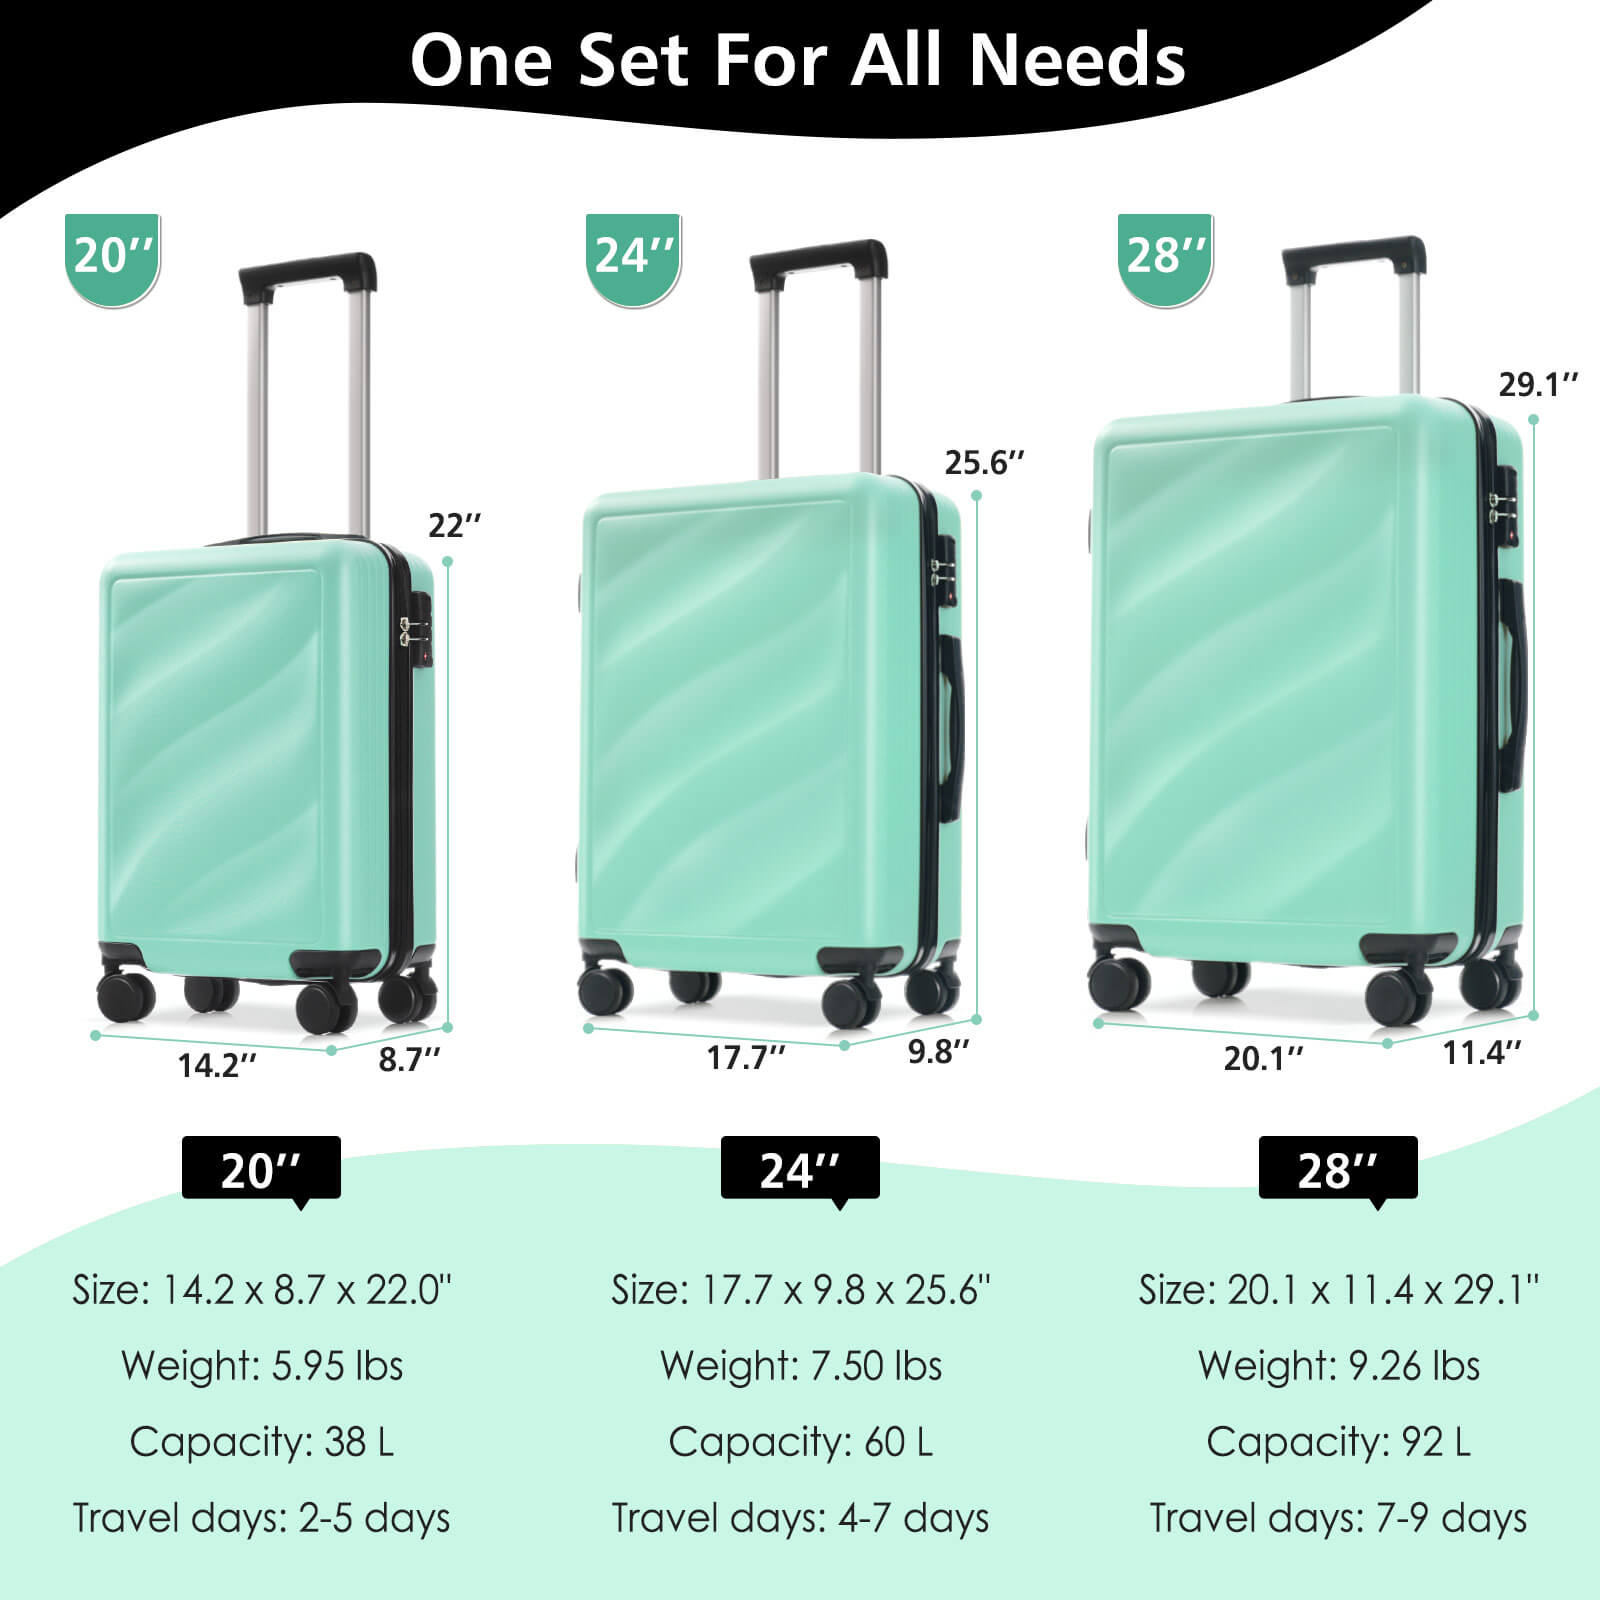 One Set For All Needs
20’’
24’’
28’’
22’’
25.6’’
29.1’’
14.2’’
8.7’’
17.7’’
9.8’’
20.1’’
11.4’’
20’’
Size: 14.2 x 8.7 x 22.0"
Weight: 5.95 lbs
Capacity: 38 L
Travel days: 2-5 days
24’’
Size: 17.7 x 9.8 x 25.6"
Weight: 7.50 lbs
Capacity: 60 L
Travel days: 4-7 days
28’’
Size: 20.1 x 11.4 x 29.1"
Weight: 9.26 lbs
Capacity: 92 L
Travel days: 7-9 days